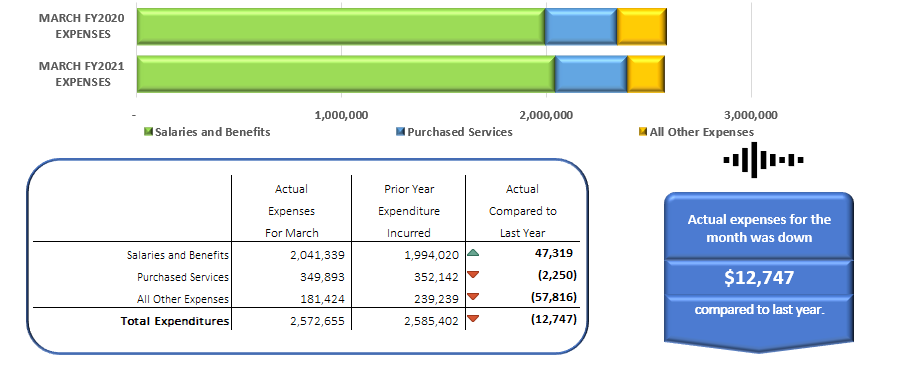 MARCH FY2020
EXPENSES
MARCH FY2021
EXPENSES
- 1,000,000 2,000,000 3,000,000
Salaries and Benefits Purchased Services All Other Expenses
Actual Prior Year Actual
Expenses Expenditure Compared to
For March Incurred Last Year
Salaries and Benefits 2,041,339 1,994,020 47,319
Purchased Services 349,893 352,142 (2,250)
All Other Expenses 181,424 239,239 (57,816)
Total Expenditures 2,572,655 2,585,402 (12,747)
Actual expenses for the
month was down
$12,747
compared to last year.